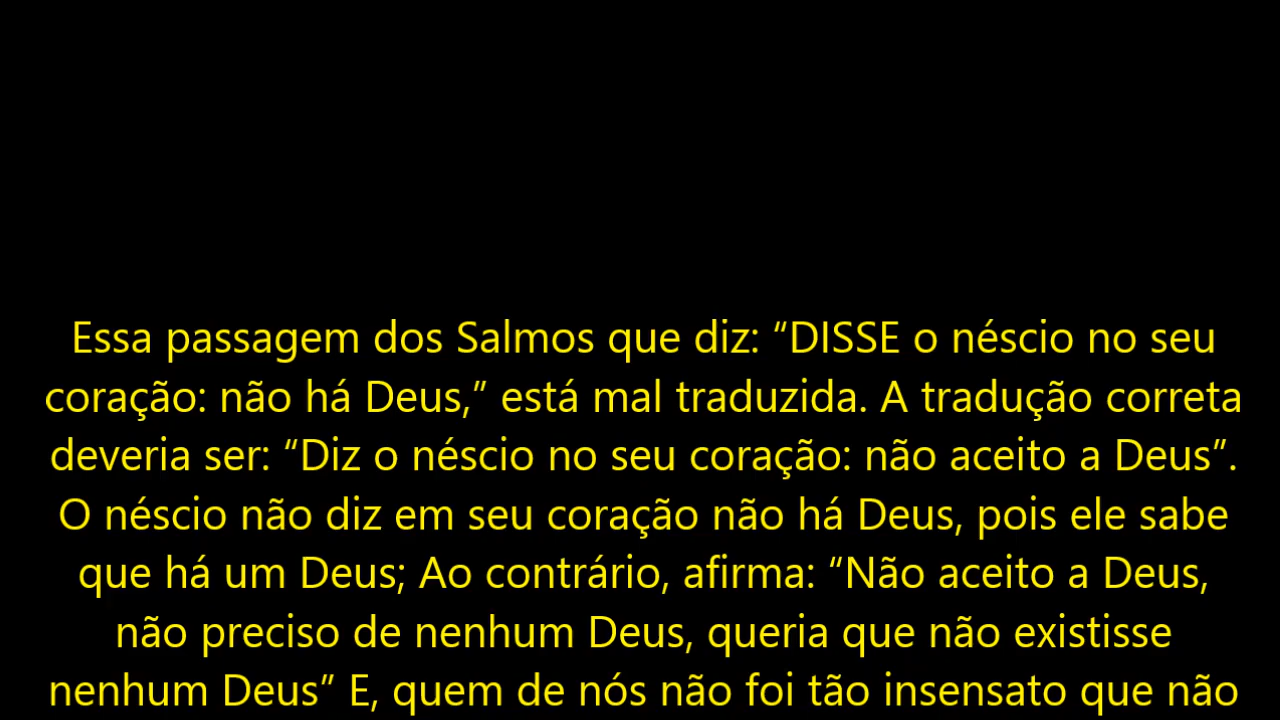 Essa passagem dos Salmos que diz: “DISSE o néscio no seu
coração: não há Deus,” está mal traduzida. A tradução correta
deveria ser: “Diz o néscio no seu coração: não aceito a Deus”.
O néscio não diz em seu coração não há Deus, pois ele sabe
que há um Deus; Ao contrário, afirma: “Não aceito a Deus,
não preciso de nenhum Deus, queria que não existisse
nenhum Deus” E, quem de nós não foi tão insensato que não